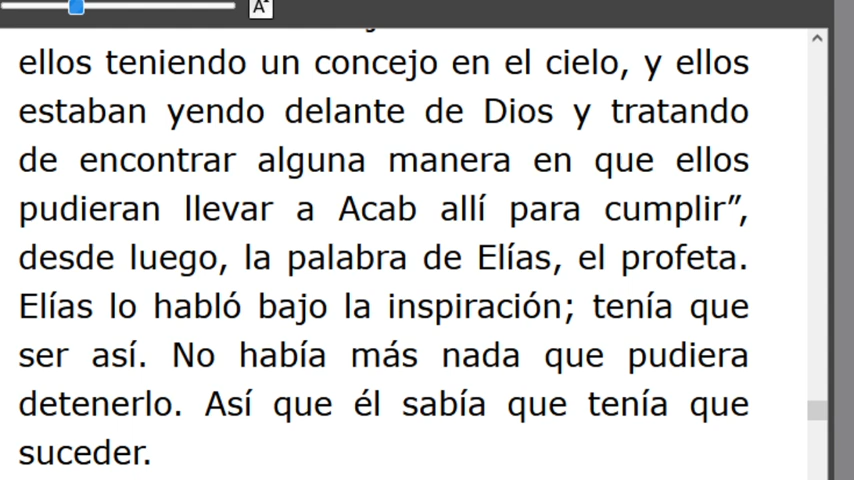 A
ellos teniendo un concejo en el cielo, y ellos
estaban yendo delante de Dios y tratando
de encontrar alguna manera en que ellos
pudieran llevar a Acab allí para cumplir”,
desde luego, la palabra de Elías, el profeta.
Elías lo habló bajo la inspiración; tenía que
ser así. No había más nada que pudiera
detenerlo. Así que él sabía que tenía que
suceder.